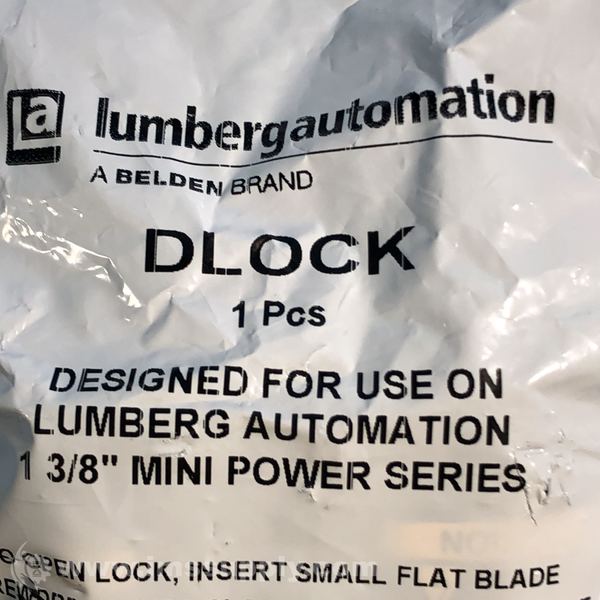 la lumbergautomation
A BELDEN BRAND
DLOCK
1 Pcs
DESIGNED FOR USE ON
LUMBERG AUTOMATION
1 3/8" MINI POWER SERIES
OPEN LOCK, INSERT SMALL FLAT BLADE